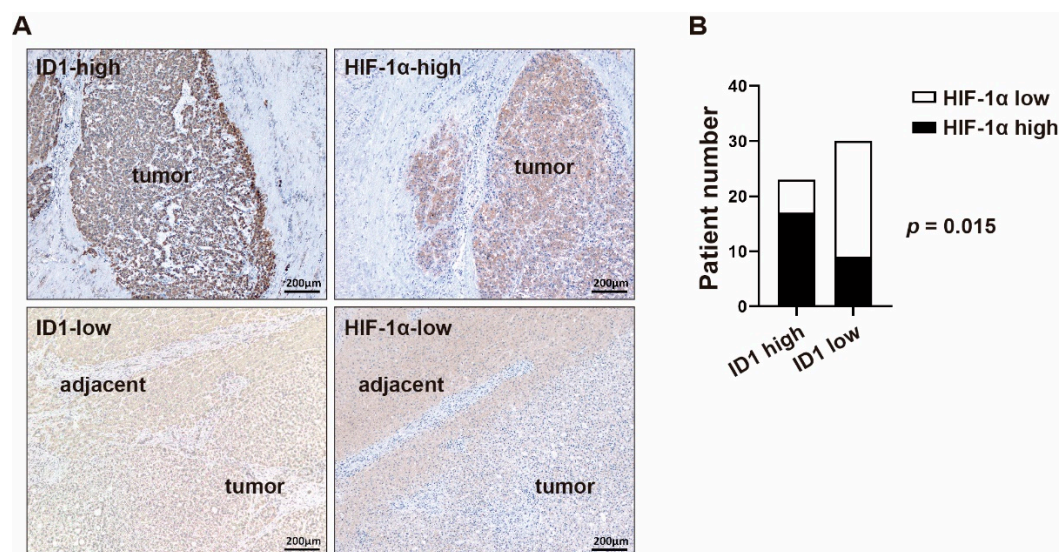 A
ID1-high
tumor
200μm
HIF-1α-high
tumor
200μm
ID1-low
adjacent
tumor
200μm
HIF-1α-low
adjacent
tumor
200μm
B
Patient number
40
30
20
10
0
ID1 high
ID1 low
HIF-1α low
HIF-1α high
p = 0.015